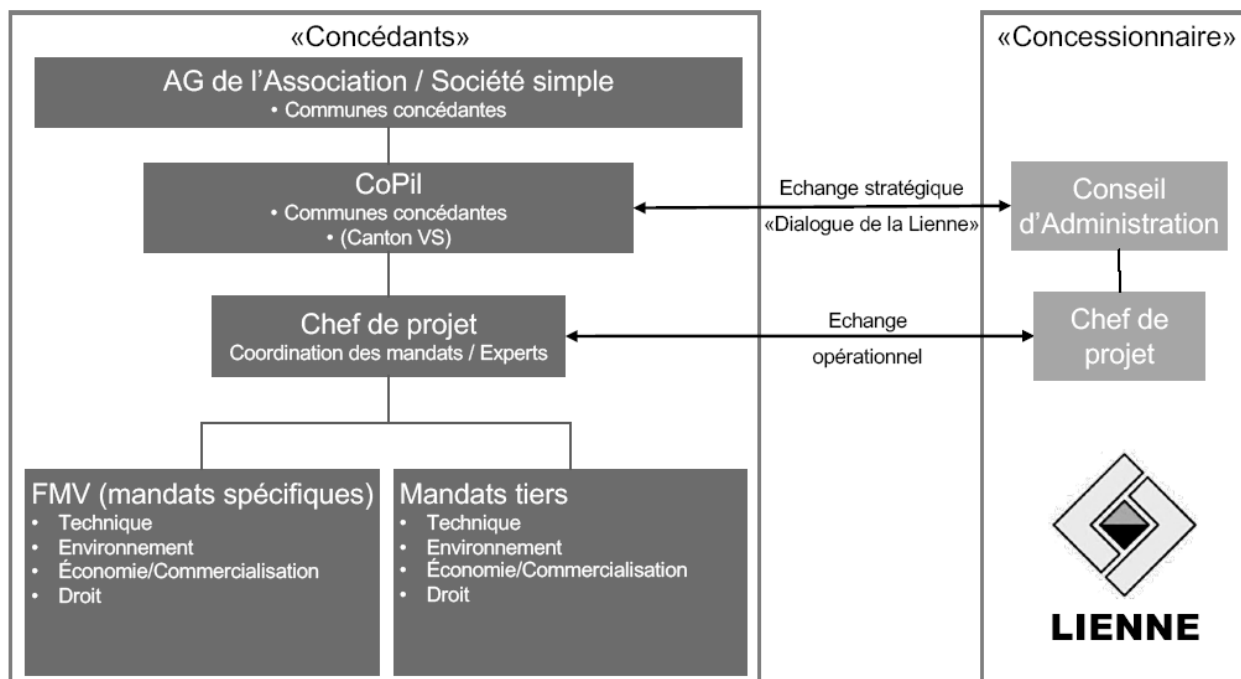 «Concédants»
AG de l'Association / Société simple
• Communes concédantes
CoPil
• Communes concédantes
• (Canton VS)
Chef de projet
Coordination des mandats / Experts
FMV (mandats spécifiques)
• Technique
• Environnement
• Économie/Commercialisation
• Droit
Mandats tiers
• Technique
• Environnement
• Économie/Commercialisation
• Droit
Echange stratégique
«Dialogue de la Lienne»
Echange
opérationnel
«Concessionnaire»
Conseil
d'Administration
Chef de
projet
LIENNE